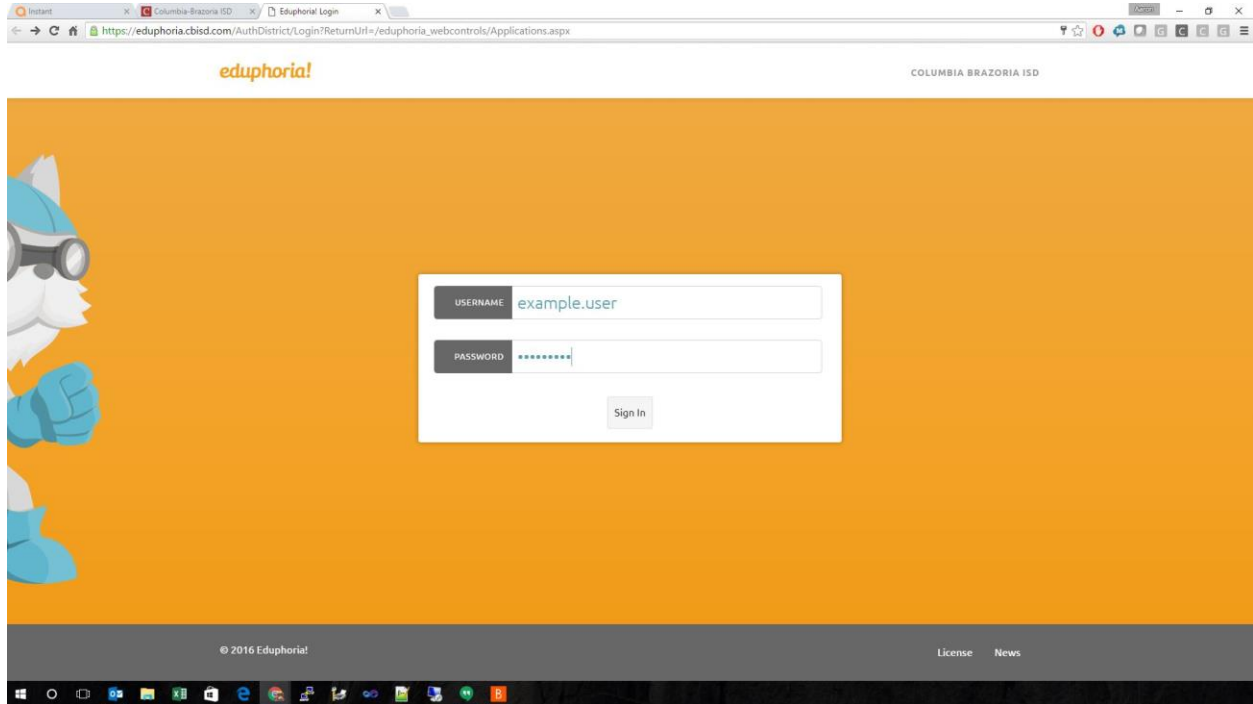 Instant
Columbia-Brazoria ISD
Eduphoria! Login
Aaron
https://eduphoria.cbisd.com/AuthDistrict/Login?ReturnUrl=/eduphoria_webcontrols/Applications.aspx
eduphoria!
COLUMBIA BRAZORIA ISD
USERNAME example.user
PASSWORD •••••••••
Sign In
© 2016 Eduphoria!
License News